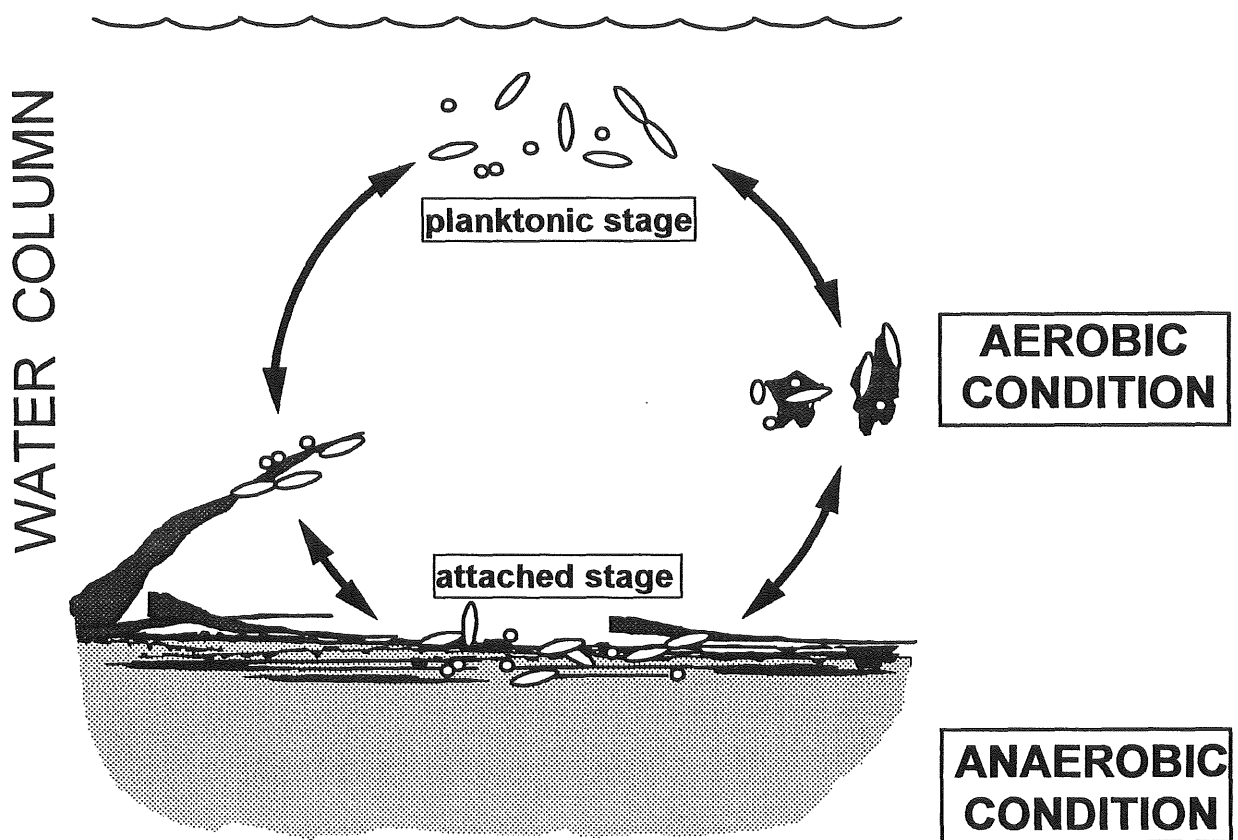 WATER COLUMN
planktonic stage
AEROBIC
CONDITION
attached stage
ANAEROBIC
CONDITION